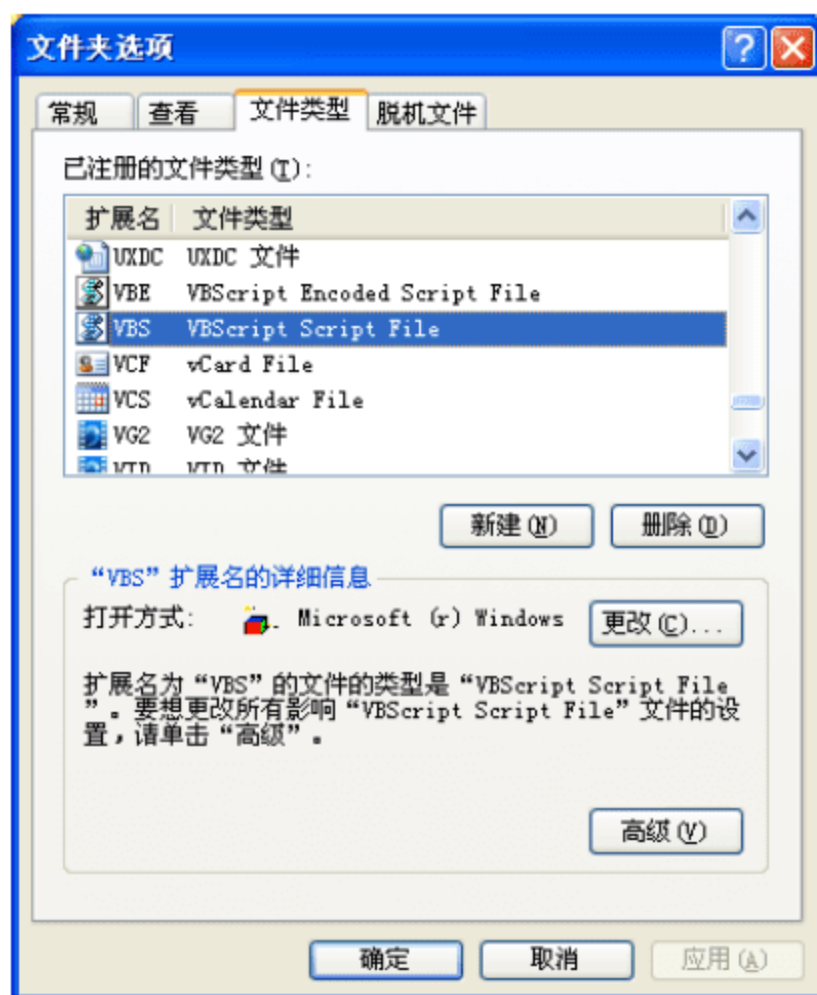 文件夹选项
常规 查看 文件类型 脱机文件
已注册的文件类型(T):
扩展名 文件类型
UXDC UXDC 文件
VBE VBScript Encoded Script File
VBS VBScript Script File
VCF vCard File
VCS vCalendar File
VG2 VG2 文件
新建(N) 删除(D)
“VBS”扩展名的详细信息
打开方式: Microsoft (r) Windows 更改(C)...
扩展名为“VBS”的文件的类型是“VBScript Script File
”。要想更改所有影响“VBScript Script File”文件的设
置,请单击“高级”。
高级(V)
确定 取消 应用(A)